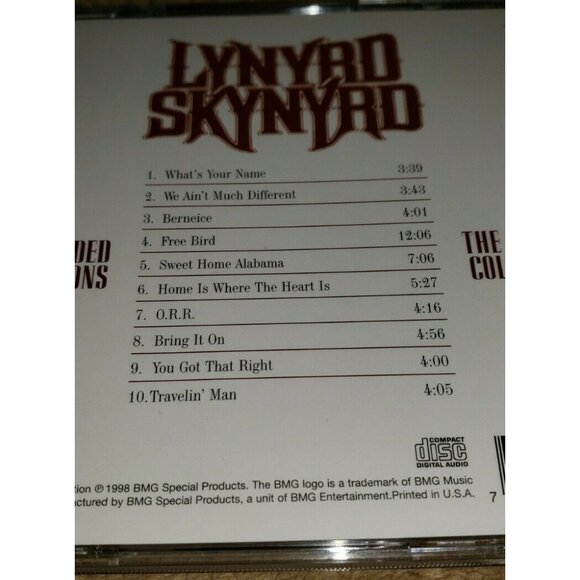 LYNYRD
SKYNYRD
1. What's Your Name 3:39
2. We Ain't Much Different 3:43
3. Berneice 4:01
4. Free Bird 12:06
5. Sweet Home Alabama 7:06
6. Home Is Where The Heart Is 5:27
7. O.R.R. 4:16
8. Bring It On 4:56
9. You Got That Right 4:00
10. Travelin' Man 4:05
DED
ONS
THE
COL
COMPACT
disc
DIGITAL AUDIO
tion ℗ 1998 BMG Special Products. The BMG logo is a trademark of BMG Music
factured by BMG Special Products, a unit of BMG Entertainment.Printed in U.S.A.
7